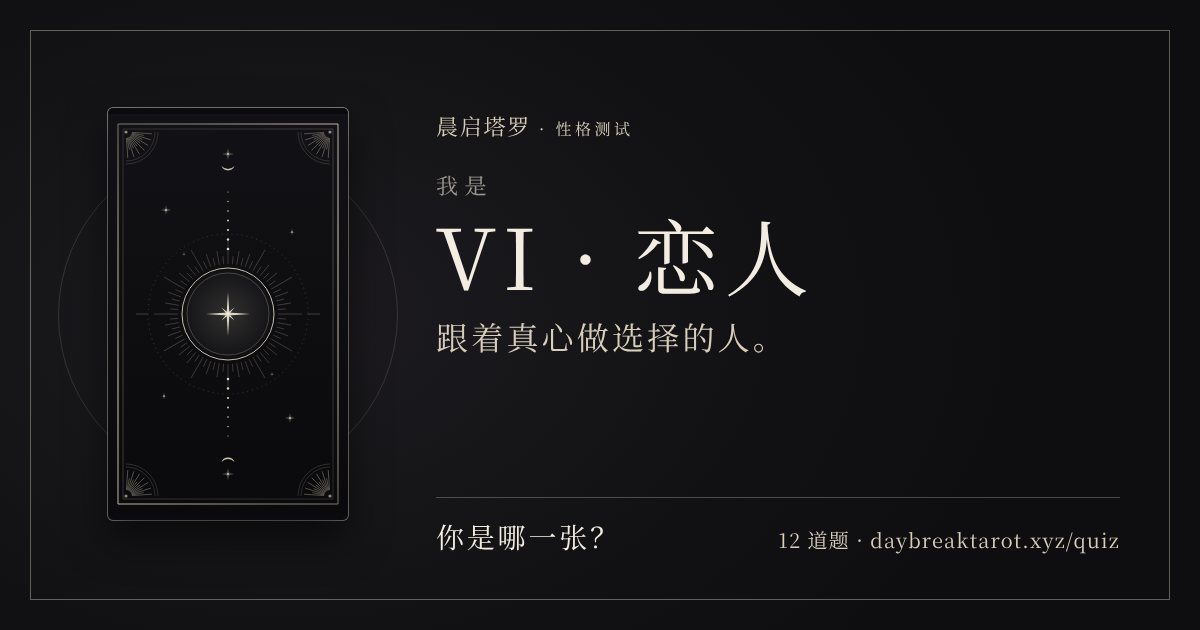 晨启塔罗 · 性格测试
我是
VI · 恋人
跟着真心做选择的人。
你是哪一张？
12 道题 · daybreaktarot.xyz/quiz